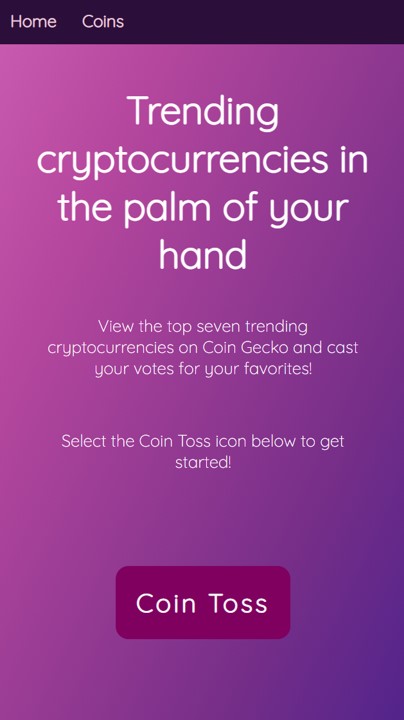 Home Coins
Trending
cryptocurrencies in
the palm of your
hand
View the top seven trending
cryptocurrencies on Coin Gecko and cast
your votes for your favorites!
Select the Coin Toss icon below to get
started!
Coin Toss